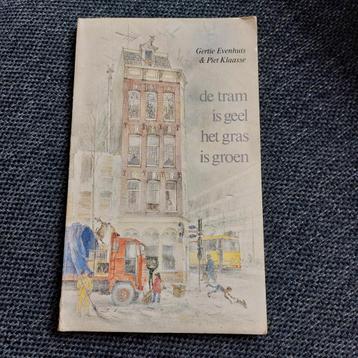 Gertie Evenhuis
& Piet Klaasse
de tram
is geel
het gras
is groen